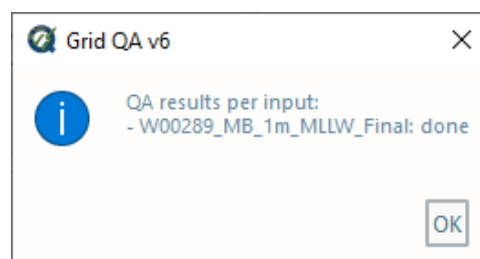 Grid QA v6
QA results per input:
- W00289_MB_1m_MLLW_Final: done
OK